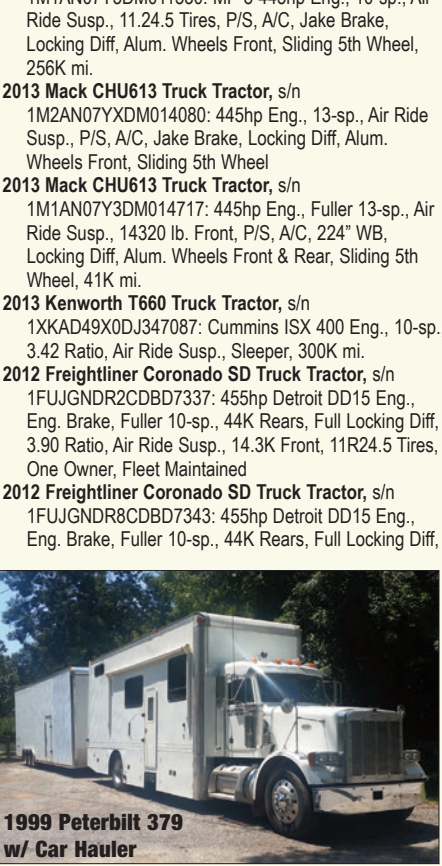 Ride Susp., 11.24.5 Tires, P/S, A/C, Jake Brake,
Locking Diff, Alum. Wheels Front, Sliding 5th Wheel,
256K mi.
2013 Mack CHU613 Truck Tractor, s/n
1M2AN07YXDM014080: 445hp Eng., 13-sp., Air Ride
Susp., P/S, A/C, Jake Brake, Locking Diff, Alum.
Wheels Front, Sliding 5th Wheel
2013 Mack CHU613 Truck Tractor, s/n
1M1AN07Y3DM014717: 445hp Eng., Fuller 13-sp., Air
Ride Susp., 14320 lb. Front, P/S, A/C, 224” WB,
Locking Diff, Alum. Wheels Front & Rear, Sliding 5th
Wheel, 41K mi.
2013 Kenworth T660 Truck Tractor, s/n
1XKAD49X0DJ347087: Cummins ISX 400 Eng., 10-sp.
3.42 Ratio, Air Ride Susp., Sleeper, 300K mi.
2012 Freightliner Coronado SD Truck Tractor, s/n
1FUJGNDR2CDBD7337: 455hp Detroit DD15 Eng.,
Eng. Brake, Fuller 10-sp., 44K Rears, Full Locking Diff,
3.90 Ratio, Air Ride Susp., 14.3K Front, 11R24.5 Tires,
One Owner, Fleet Maintained
2012 Freightliner Coronado SD Truck Tractor, s/n
1FUJGNDR8CDBD7343: 455hp Detroit DD15 Eng.,
Eng. Brake, Fuller 10-sp., 44K Rears, Full Locking Diff,
1999 Peterbilt 379
w/ Car Hauler